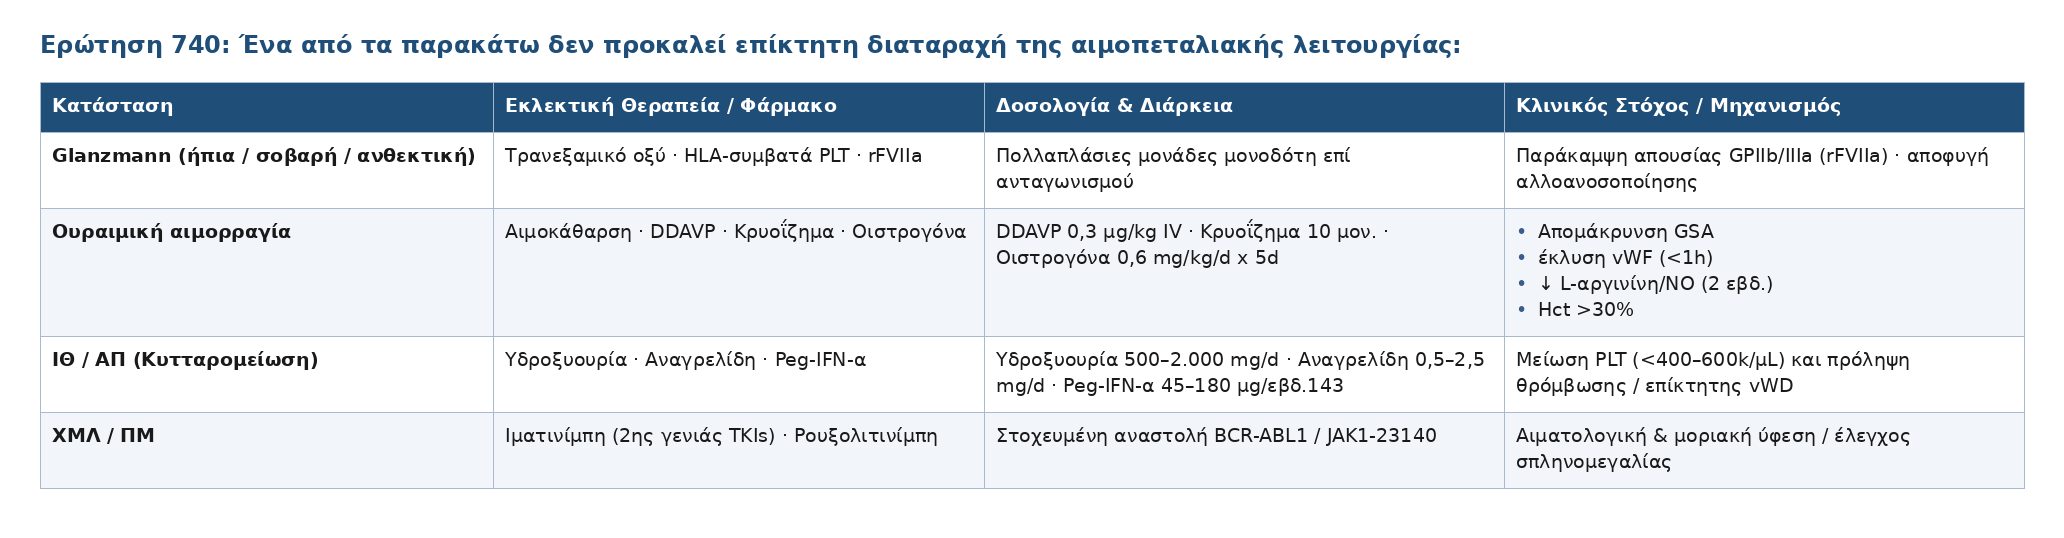 Ερώτηση 740: Ένα από τα παρακάτω δεν προκαλεί επίκτητη διαταραχή της αιμοπεταλιακής λειτουργίας:
Κατάσταση
Εκλεκτική Θεραπεία / Φάρμακο
Δοσολογία & Διάρκεια
Κλινικός Στόχος / Μηχανισμός
Glanzmann (ήπια / σοβαρή / ανθεκτική)
Τρανεξαμικό οξύ · HLA-συμβατά PLT · rFVIIa
Πολλαπλάσιες μονάδες μονοδότη επί
ανταγωνισμού
Παράκαμψη απουσίας GPIIb/IIIa (rFVIIa) · αποφυγή
αλλοανοσοποίησης
Ουραιμική αιμορραγία
Αιμοκάθαρση · DDAVP · Κρυοΐζημα · Οιστρογόνα
DDAVP 0,3 μg/kg IV · Κρυοΐζημα 10 μον. ·
Οιστρογόνα 0,6 mg/kg/d x 5d
• Απομάκρυνση GSA
• έκλυση vWF (<1h)
• ↓ L-αργινίνη/NO (2 εβδ.)
• Hct >30%
ΙΘ / ΑΠ (Κυτταρομείωση)
Υδροξυουρία · Αναγρελίδη · Peg-IFN-α
Υδροξυουρία 500–2.000 mg/d · Αναγρελίδη 0,5–2,5
mg/d · Peg-IFN-α 45–180 μg/εβδ.143
Μείωση PLT (<400–600k/μL) και πρόληψη
θρόμβωσης / επίκτητης vWD
ΧΜΛ / ΠΜ
Ιματινίμπη (2ης γενιάς TKIs) · Ρουξολιτινίμπη
Στοχευμένη αναστολή BCR-ABL1 / JAK1-23140
Αιματολογική & μοριακή ύφεση / έλεγχος
σπληνομεγαλίας